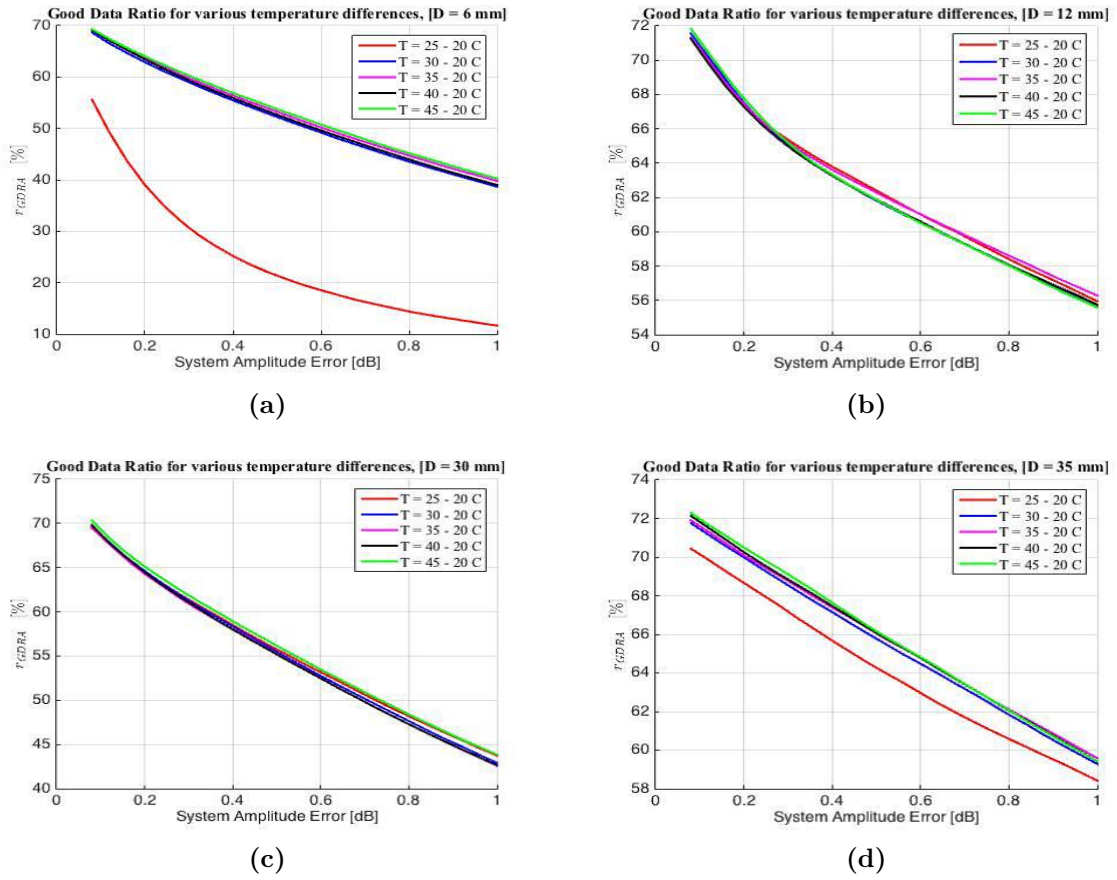 Good Data Ratio for various temperature differences, [D = 6 mm]
70
60
50
40
30
20
10
r_GDRA [%]
T = 25 - 20 C
T = 30 - 20 C
T = 35 - 20 C
T = 40 - 20 C
T = 45 - 20 C
0 0.2 0.4 0.6 0.8 1
System Amplitude Error [dB]
(a)
Good Data Ratio for various temperature differences, [D = 12 mm]
72
70
68
66
64
62
60
58
56
54
r_GDRA [%]
T = 25 - 20 C
T = 30 - 20 C
T = 35 - 20 C
T = 40 - 20 C
T = 45 - 20 C
0 0.2 0.4 0.6 0.8 1
System Amplitude Error [dB]
(b)
Good Data Ratio for various temperature differences, [D = 30 mm]
75
70
65
60
55
50
45
40
r_GDRA [%]
T = 25 - 20 C
T = 30 - 20 C
T = 35 - 20 C
T = 40 - 20 C
T = 45 - 20 C
0 0.2 0.4 0.6 0.8 1
System Amplitude Error [dB]
(c)
Good Data Ratio for various temperature differences, [D = 35 mm]
74
72
70
68
66
64
62
60
58
r_GDRA [%]
T = 25 - 20 C
T = 30 - 20 C
T = 35 - 20 C
T = 40 - 20 C
T = 45 - 20 C
0 0.2 0.4 0.6 0.8 1
System Amplitude Error [dB]
(d)